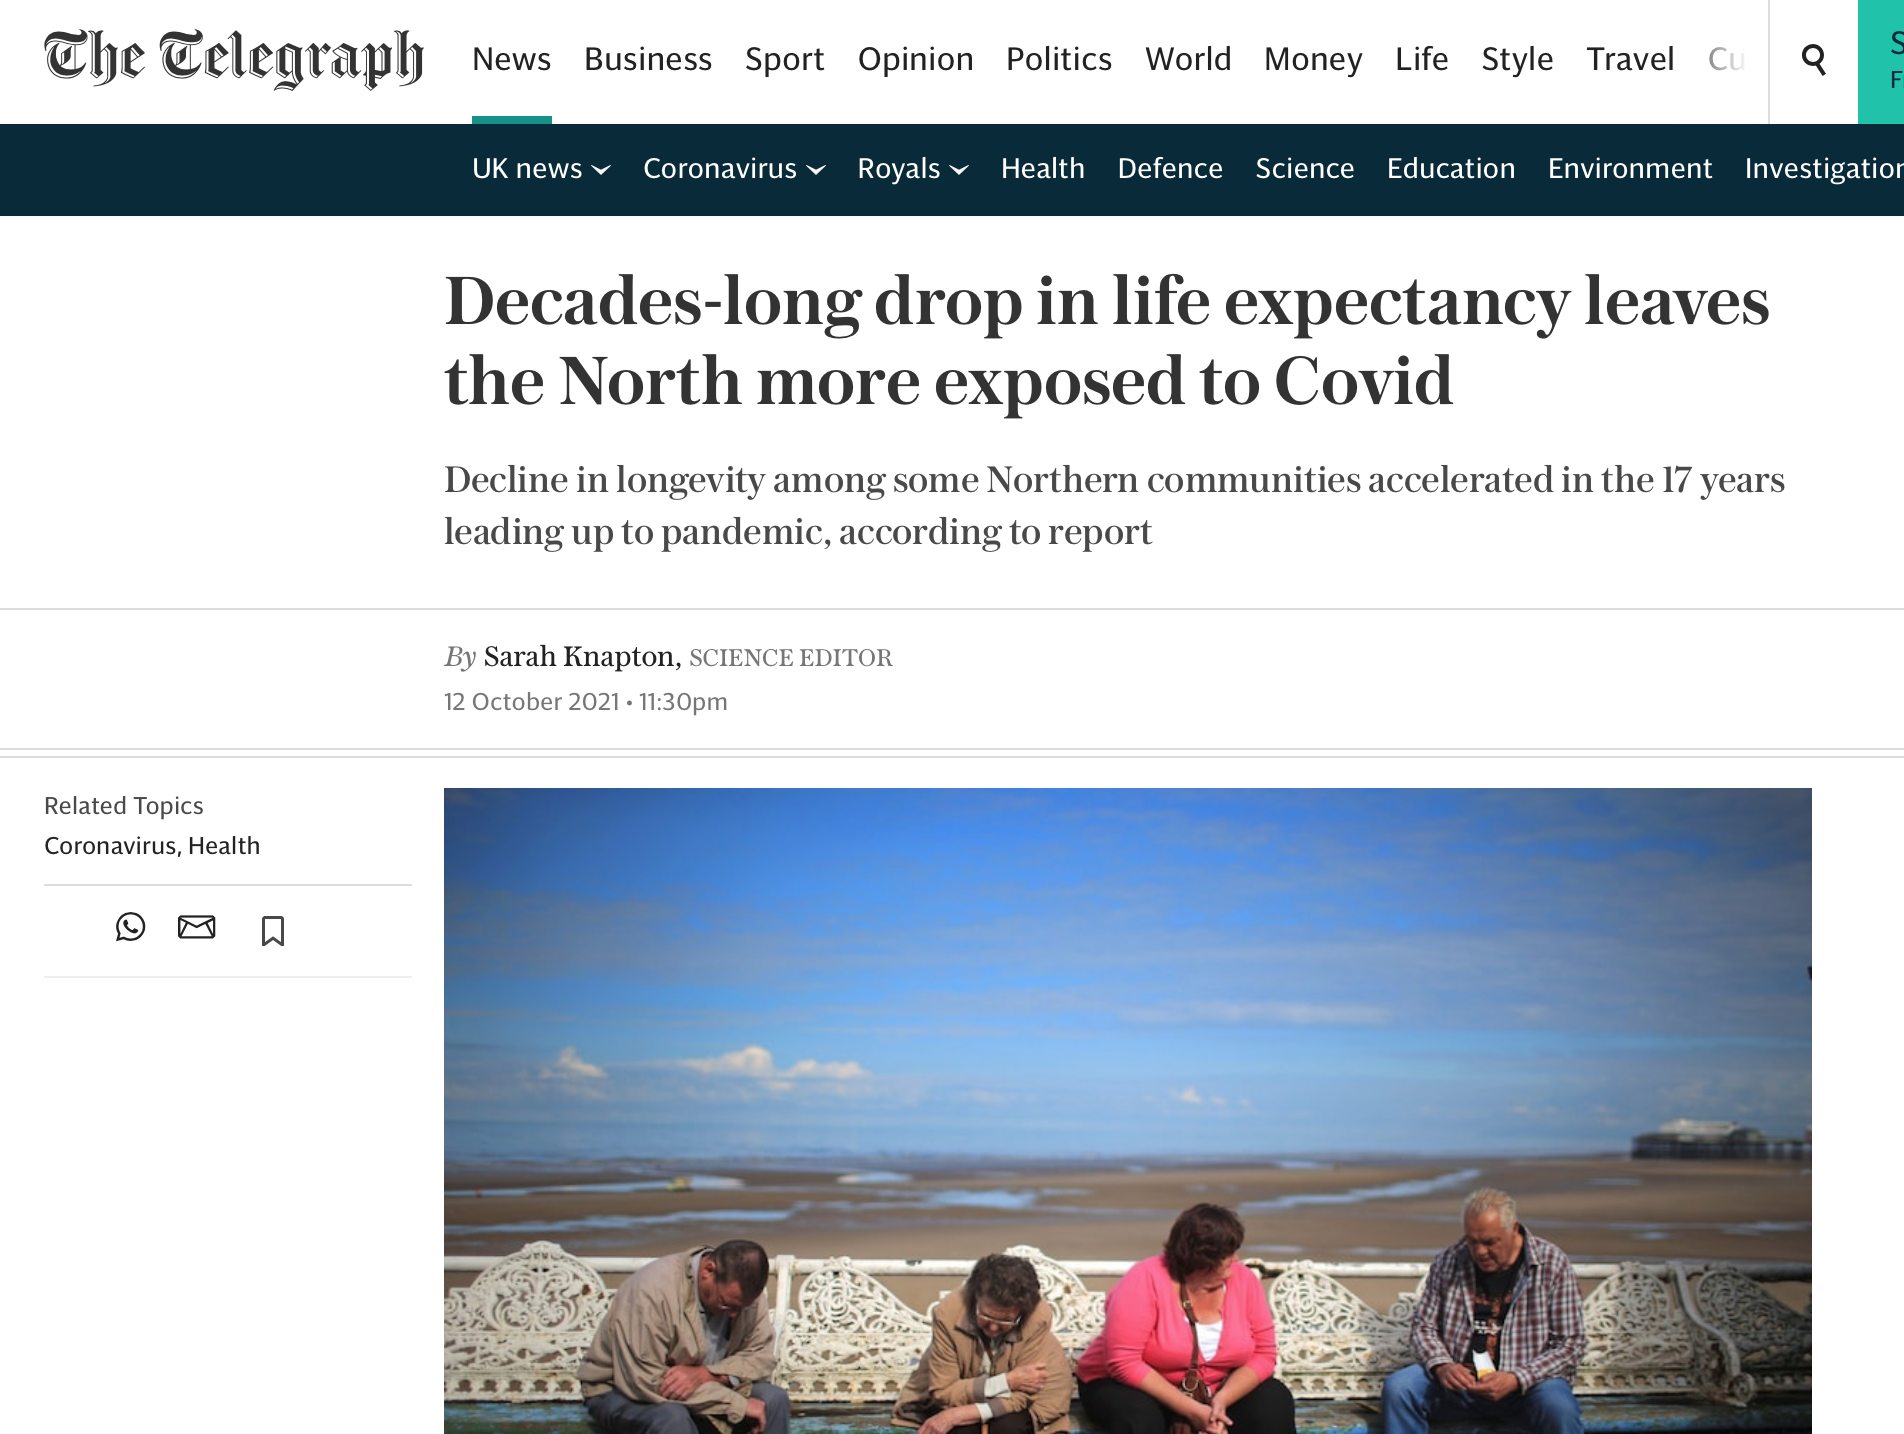 The Telegraph
News Business Sport Opinion Politics World Money Life Style Travel
UK news Coronavirus Royals Health Defence Science Education Environment
Decades-long drop in life expectancy leaves
the North more exposed to Covid
Decline in longevity among some Northern communities accelerated in the 17 years
leading up to pandemic, according to report
By Sarah Knapton, SCIENCE EDITOR
12 October 2021 • 11:30pm
Related Topics
Coronavirus, Health